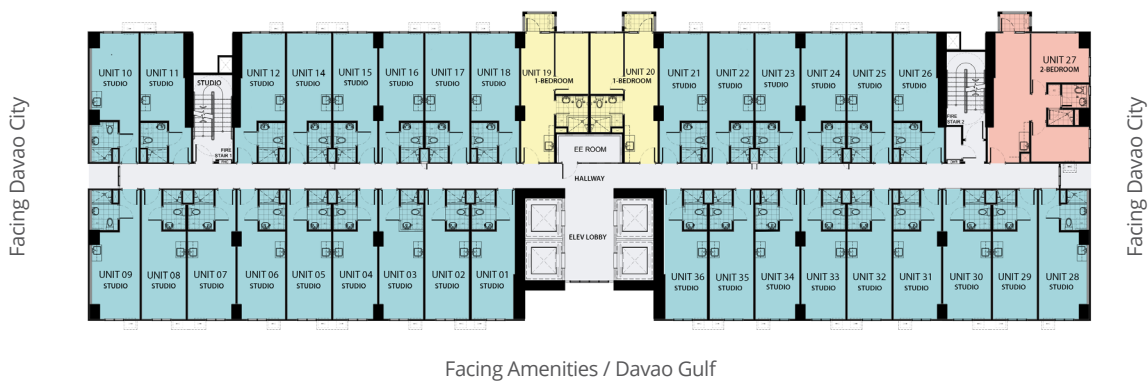 Facing Davao City
UNIT 10
STUDIO
UNIT 11
STUDIO
STUDIO
FIRE
STAIR 1
UNIT 12
STUDIO
UNIT 14
STUDIO
UNIT 15
STUDIO
UNIT 16
STUDIO
UNIT 17
STUDIO
UNIT 18
STUDIO
UNIT 19
1-BEDROOM
UNIT 20
1-BEDROOM
UNIT 21
STUDIO
UNIT 22
STUDIO
UNIT 23
STUDIO
UNIT 24
STUDIO
UNIT 25
STUDIO
UNIT 26
STUDIO
FIRE
STAIR 2
UNIT 27
2-BEDROOM
EE ROOM
HALLWAY
ELEV LOBBY
UNIT 09
STUDIO
UNIT 08
STUDIO
UNIT 07
STUDIO
UNIT 06
STUDIO
UNIT 05
STUDIO
UNIT 04
STUDIO
UNIT 03
STUDIO
UNIT 02
STUDIO
UNIT 01
STUDIO
UNIT 36
STUDIO
UNIT 35
STUDIO
UNIT 34
STUDIO
UNIT 33
STUDIO
UNIT 32
STUDIO
UNIT 31
STUDIO
UNIT 30
STUDIO
UNIT 29
STUDIO
UNIT 28
STUDIO
Facing Davao City
Facing Amenities / Davao Gulf